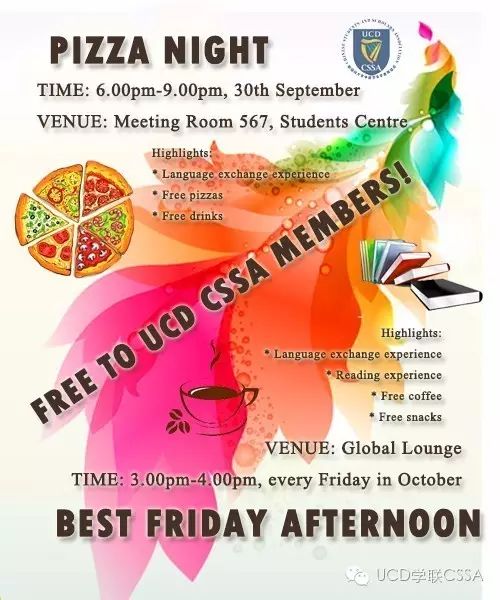 PIZZA NIGHT
UCD
CSSA
TIME: 6.00pm-9.00pm, 30th September
VENUE: Meeting Room 567, Students Centre
Highlights:
* Language exchange experience
* Free pizzas
* Free drinks
FREE TO UCD CSSA MEMBERS!
Highlights:
* Language exchange experience
* Reading experience
* Free coffee
* Free snacks
VENUE: Global Lounge
TIME: 3.00pm-4.00pm, every Friday in October
BEST FRIDAY AFTERNOON
UCD学联CSSA